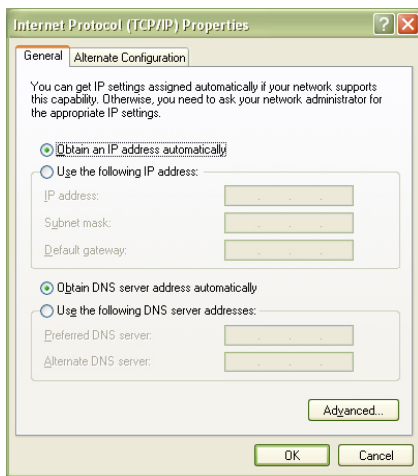 Internet Protocol (TCP/IP) Properties
General
Alternate Configuration
You can get IP settings assigned automatically if your network supports
this capability. Otherwise, you need to ask your network administrator for
the appropriate IP settings.
Obtain an IP address automatically
Use the following IP address:
IP address:
Subnet mask:
Default gateway:
Obtain DNS server address automatically
Use the following DNS server addresses:
Preferred DNS server:
Alternate DNS server:
Advanced...
OK
Cancel